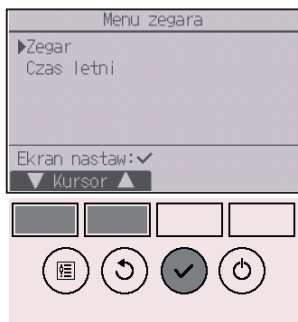 Menu zegara
▶Zegar
Czas letni
Ekran nastaw:✓
▼ Kursor ▲